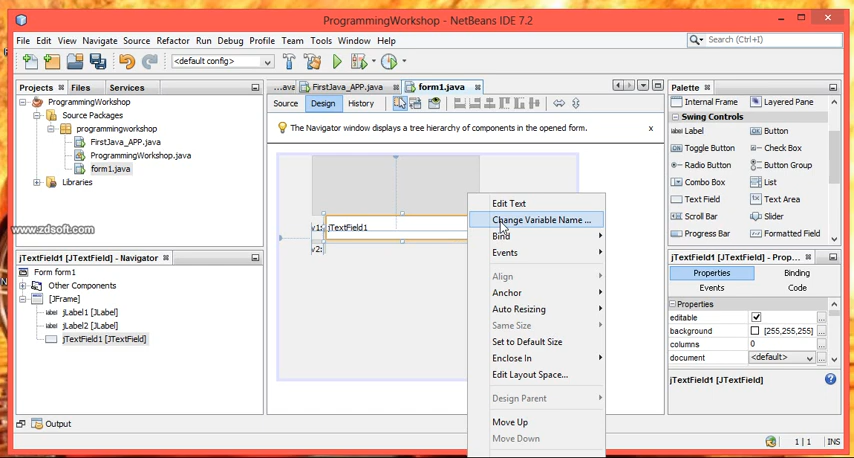 ProgrammingWorkshop - NetBeans IDE 7.2
File Edit View Navigate Source Refactor Run Debug Profile Team Tools Window Help
Search (Ctrl+I)
<default config>
Projects Files Services
...ava FirstJava_APP.java form1.java
Palette
ProgrammingWorkshop
Source Packages
programmingworkshop
FirstJava_APP.java
ProgrammingWorkshop.java
form1.java
Libraries
www.zdsoft.com
Source Design History
The Navigator window displays a tree hierarchy of components in the opened form.
x
v1:
jTextField1
v2:
Edit Text
Change Variable Name ...
Bind
Events
Align
Anchor
Auto Resizing
Same Size
Set to Default Size
Enclose In
Edit Layout Space...
Design Parent
Move Up
Move Down
Internal Frame Layered Pane
Swing Controls
Label Button
Toggle Button Check Box
Radio Button Button Group
Combo Box List
Text Field Text Area
Scroll Bar Slider
Progress Bar Formatted Field
jTextField1 [JTextField] - Navigator
Form form1
Other Components
[JFrame]
jLabel1 [JLabel]
jLabel2 [JLabel]
jTextField1 [JTextField]
jTextField1 [JTextField] - Prop...
Properties Binding
Events Code
Properties
editable
background [255,255,255]
columns 0
document <default>
jTextField1 [JTextField]
Output
1 | 1 INS